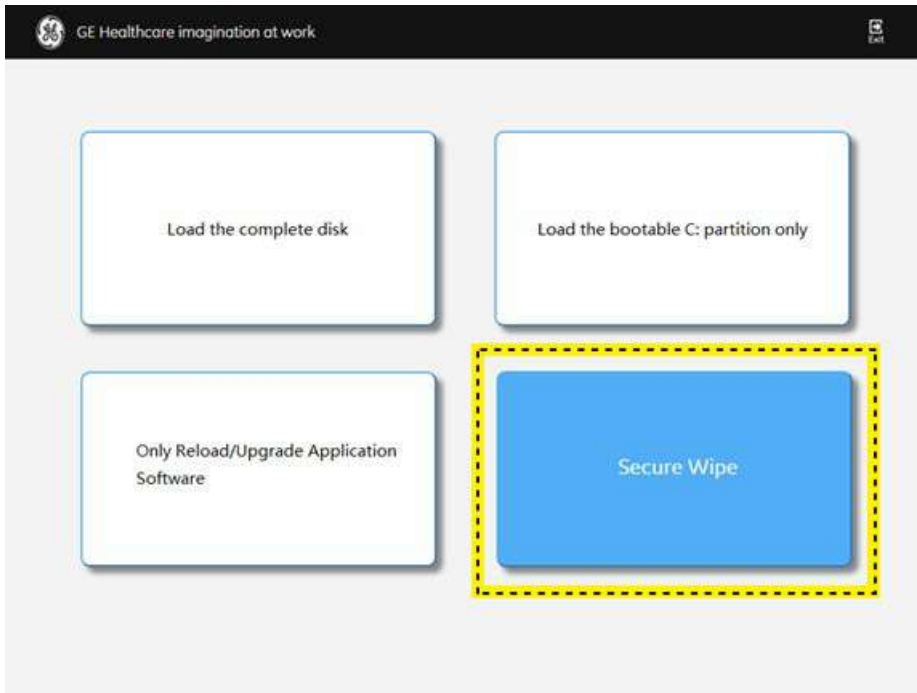 GE Healthcare imagination at work
Exit
Load the complete disk
Load the bootable C: partition only
Only Reload/Upgrade Application
Software
Secure Wipe